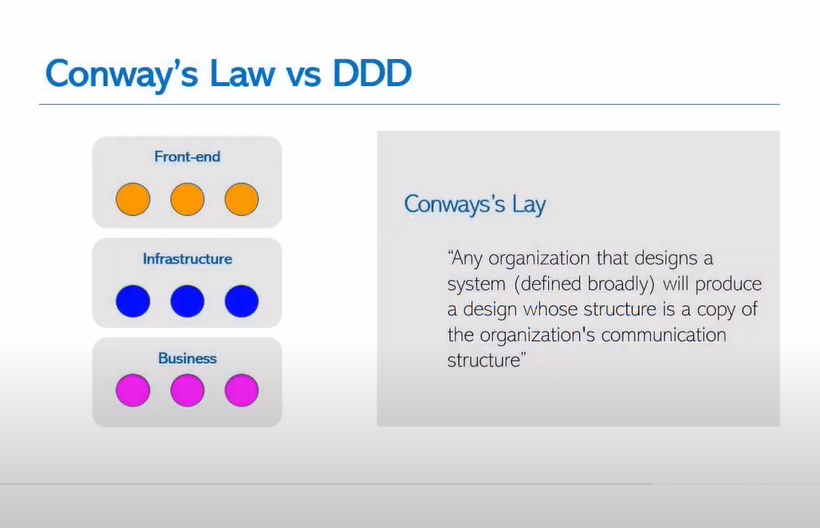 Conway's Law vs DDD
Front-end
Infrastructure
Business
Conways's Lay
“Any organization that designs a
system (defined broadly) will produce
a design whose structure is a copy of
the organization's communication
structure”